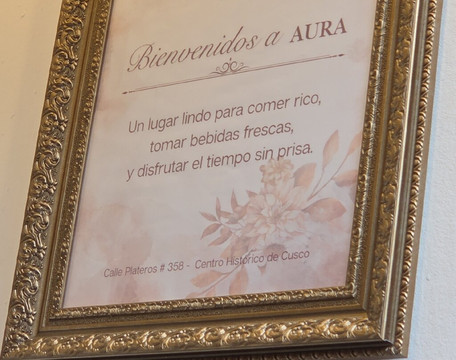 Bienvenidos a AURA
Un lugar lindo para comer rico,
tomar bebidas frescas,
y disfrutar el tiempo sin prisa.
Calle Plateros # 358 - Centro Histórico de Cusco